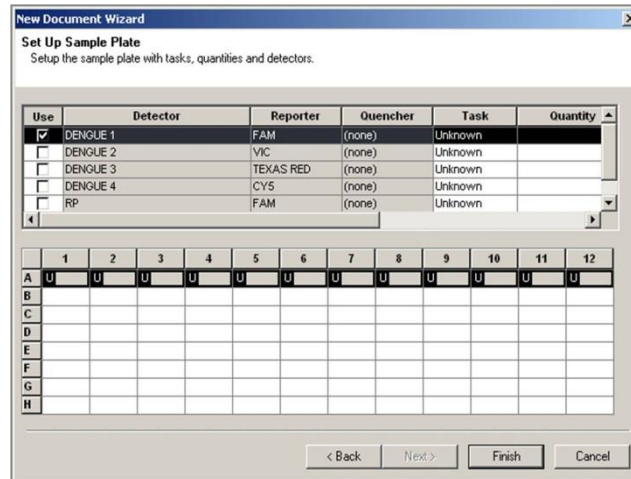 New Document Wizard
Set Up Sample Plate
Setup the sample plate with tasks, quantities and detectors.
Use Detector Reporter Quencher Task Quantity
DENGUE 1 FAM (none) Unknown
DENGUE 2 VIC (none) Unknown
DENGUE 3 TEXAS RED (none) Unknown
DENGUE 4 CY5 (none) Unknown
RP FAM (none) Unknown
1 2 3 4 5 6 7 8 9 10 11 12
A U U U U U U U U U U U U
B
C
D
E
F
G
H
< Back Next > Finish Cancel